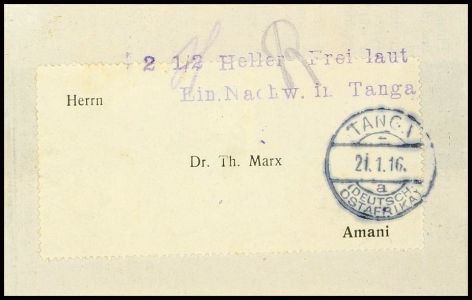 2 1/2 Heller Frei laut
Ein.Nachw. in Tanga
R
Herrn
Dr. Th. Marx
Amani
TANGA
21.1.16.
a
(DEUTSCH-
OSTAFRIKA)